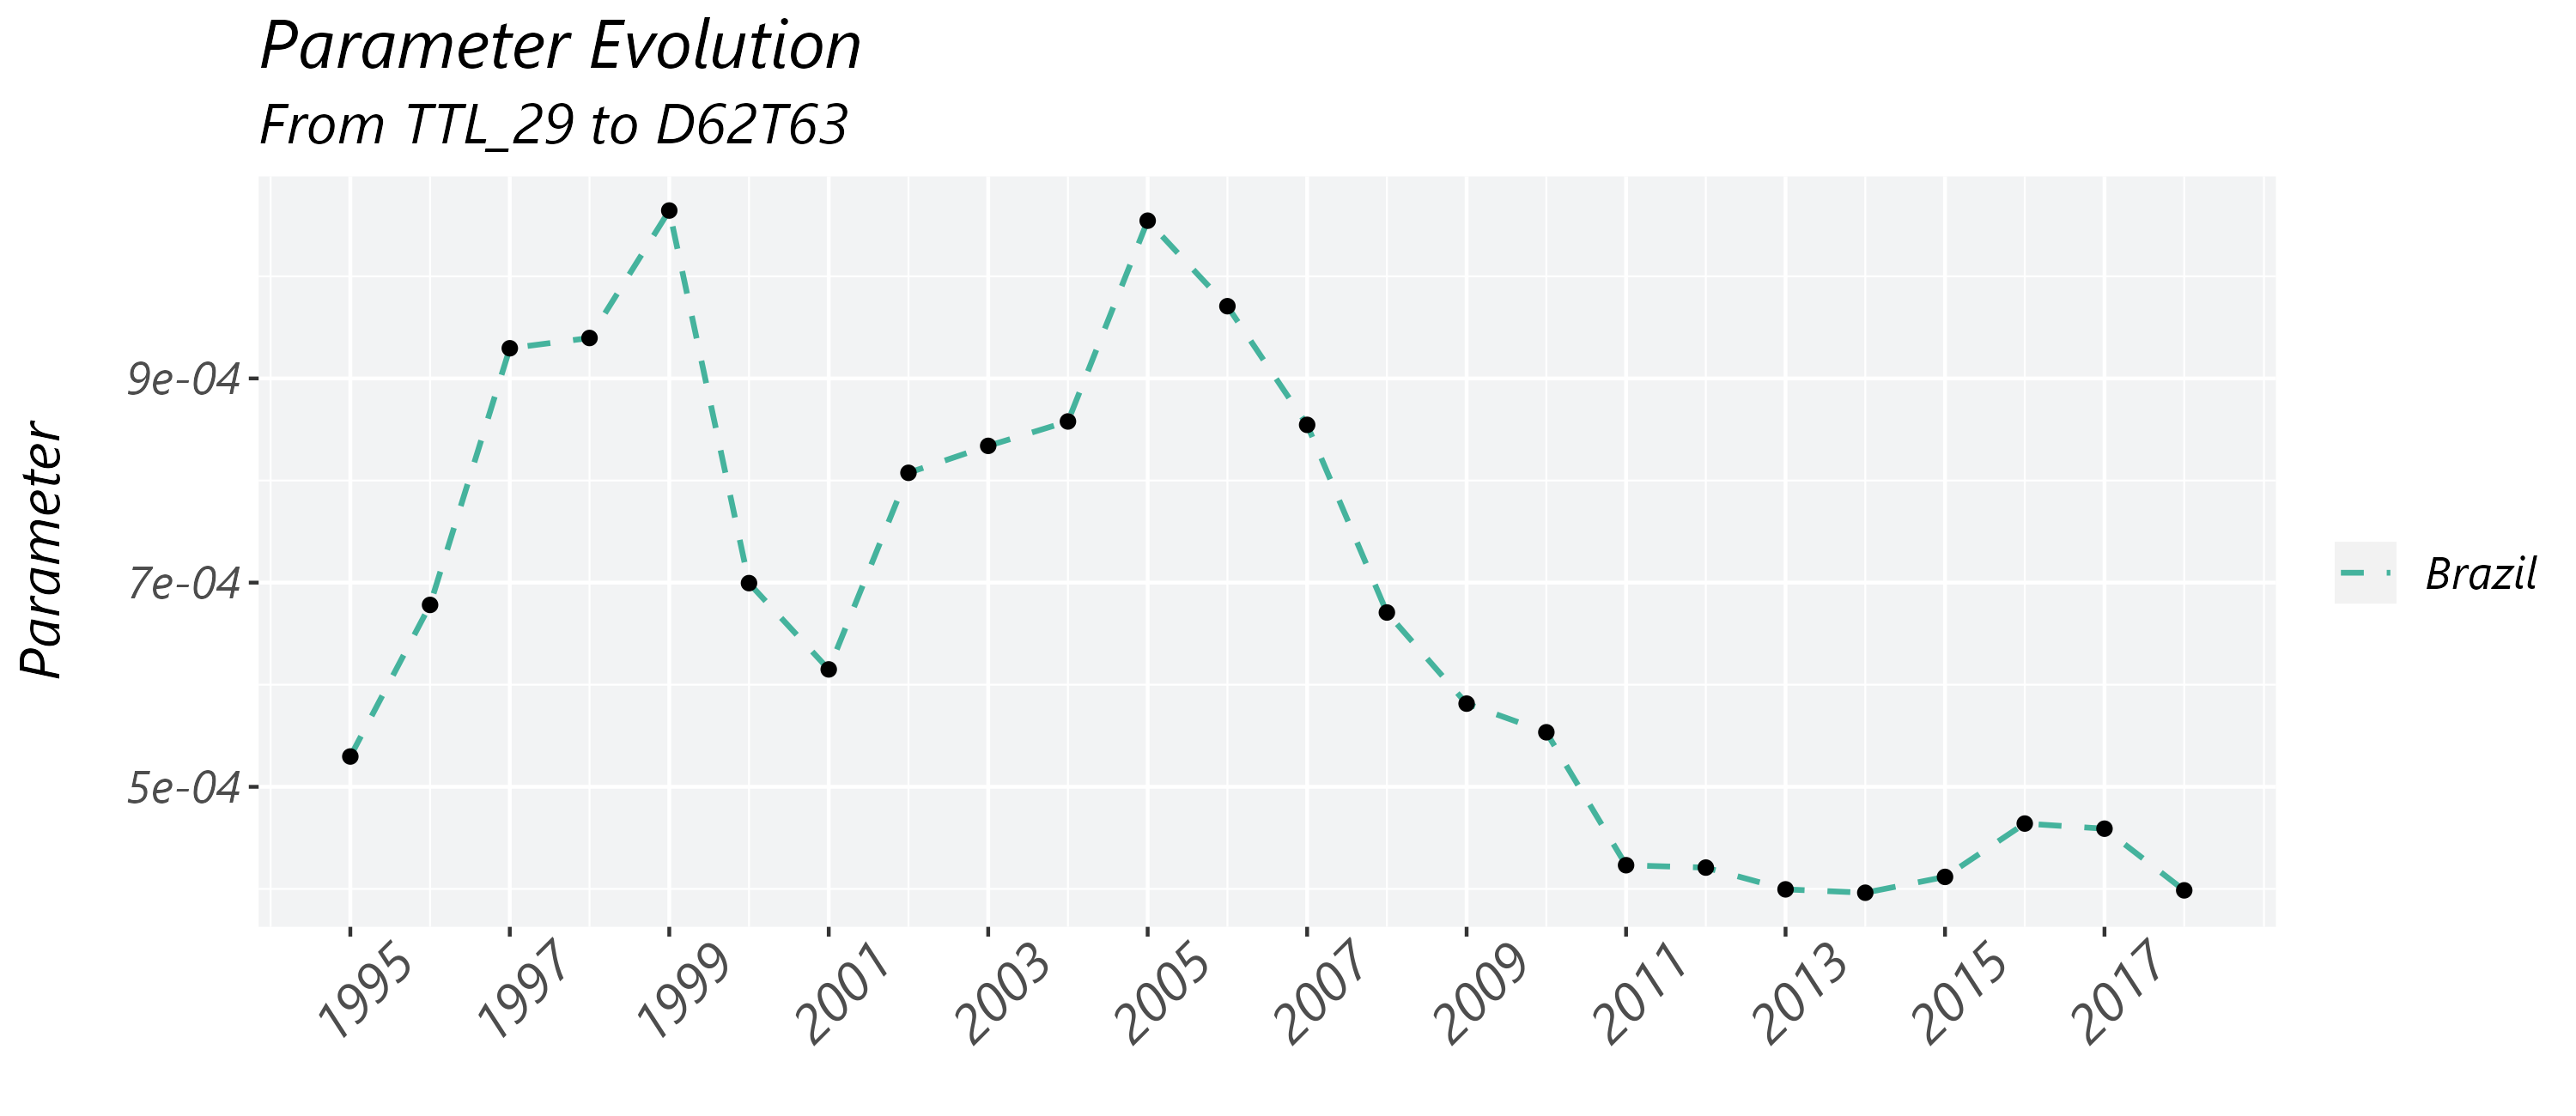 Parameter Evolution
From TTL_29 to D62T63
Parameter
9e-04
7e-04
5e-04
1995
1997
1999
2001
2003
2005
2007
2009
2011
2013
2015
2017
Brazil